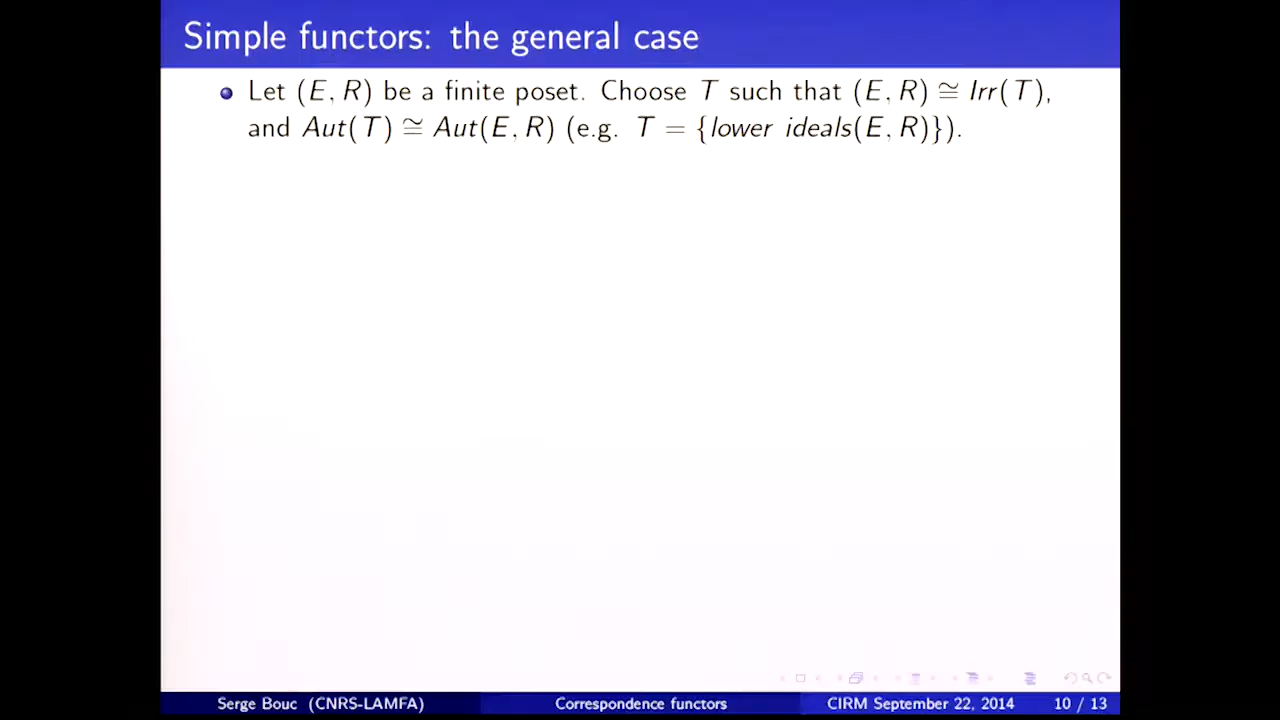 Simple functors: the general case
Let (E, R) be a finite poset. Choose T such that (E, R) ≅ Irr(T),
and Aut(T) ≅ Aut(E, R) (e.g. T = {lower ideals(E, R)}).
Serge Bouc (CNRS-LAMFA) Correspondence functors CIRM September 22, 2014 10 / 13